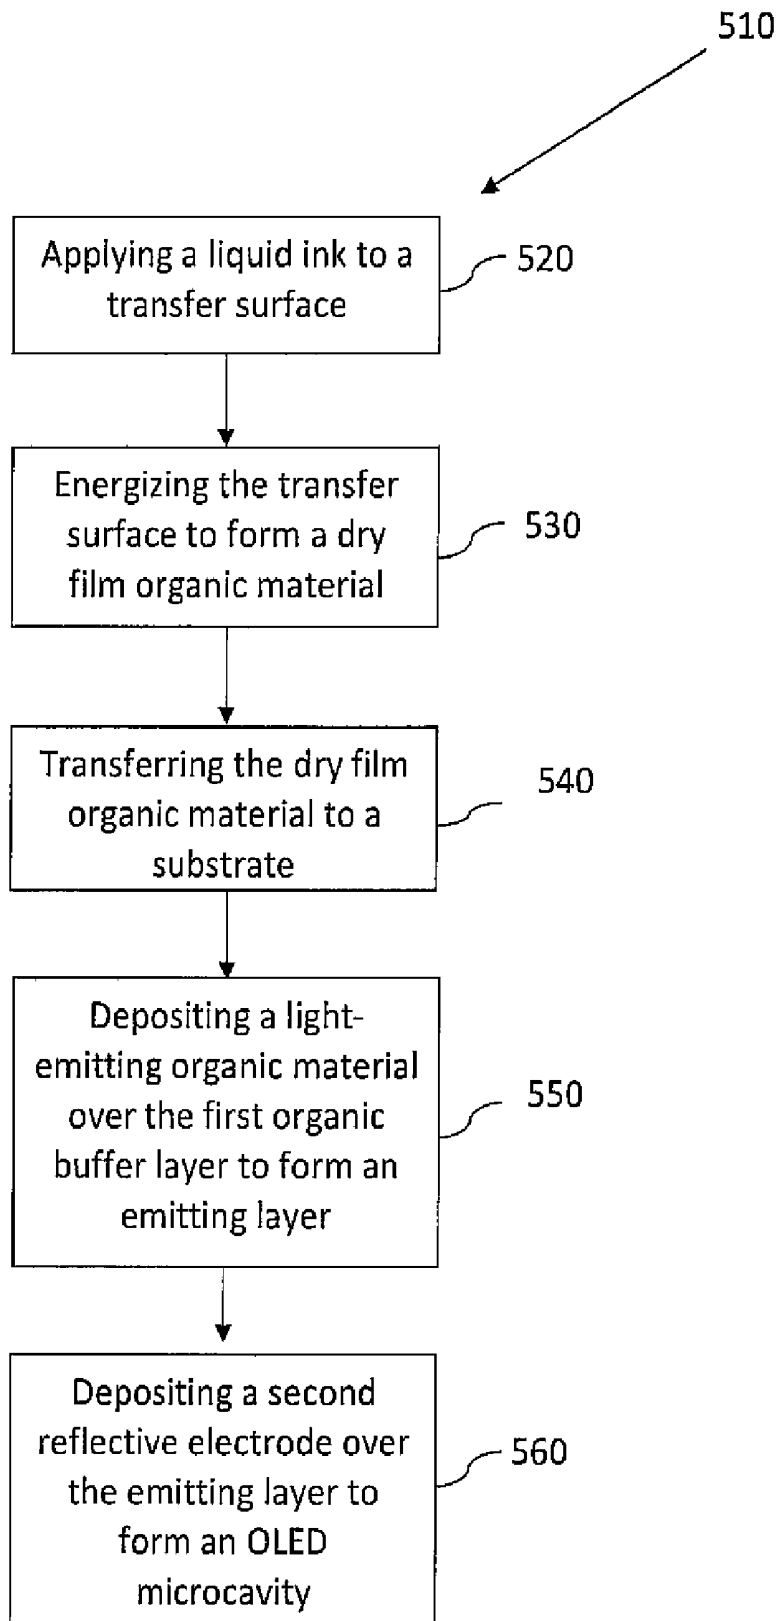 510
Applying a liquid ink to a
transfer surface
520
Energizing the transfer
surface to form a dry
film organic material
530
Transferring the dry film
organic material to a
substrate
540
Depositing a light-
emitting organic material
over the first organic
buffer layer to form an
emitting layer
550
Depositing a second
reflective electrode over
the emitting layer to
form an OLED
microcavity
560